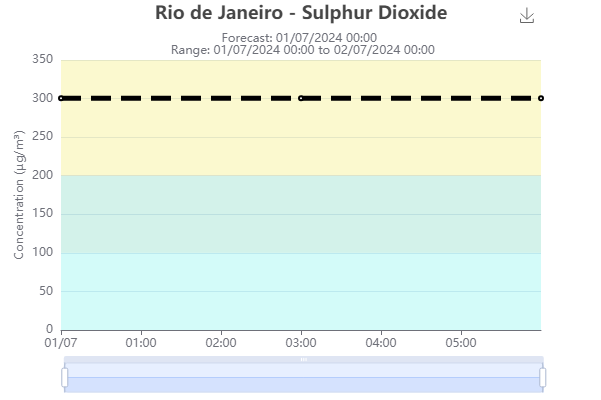 Rio de Janeiro - Sulphur Dioxide
Forecast: 01/07/2024 00:00
Range: 01/07/2024 00:00 to 02/07/2024 00:00
Concentration (µg/m³)
350
300
250
200
150
100
50
0
01/07 01:00 02:00 03:00 04:00 05:00